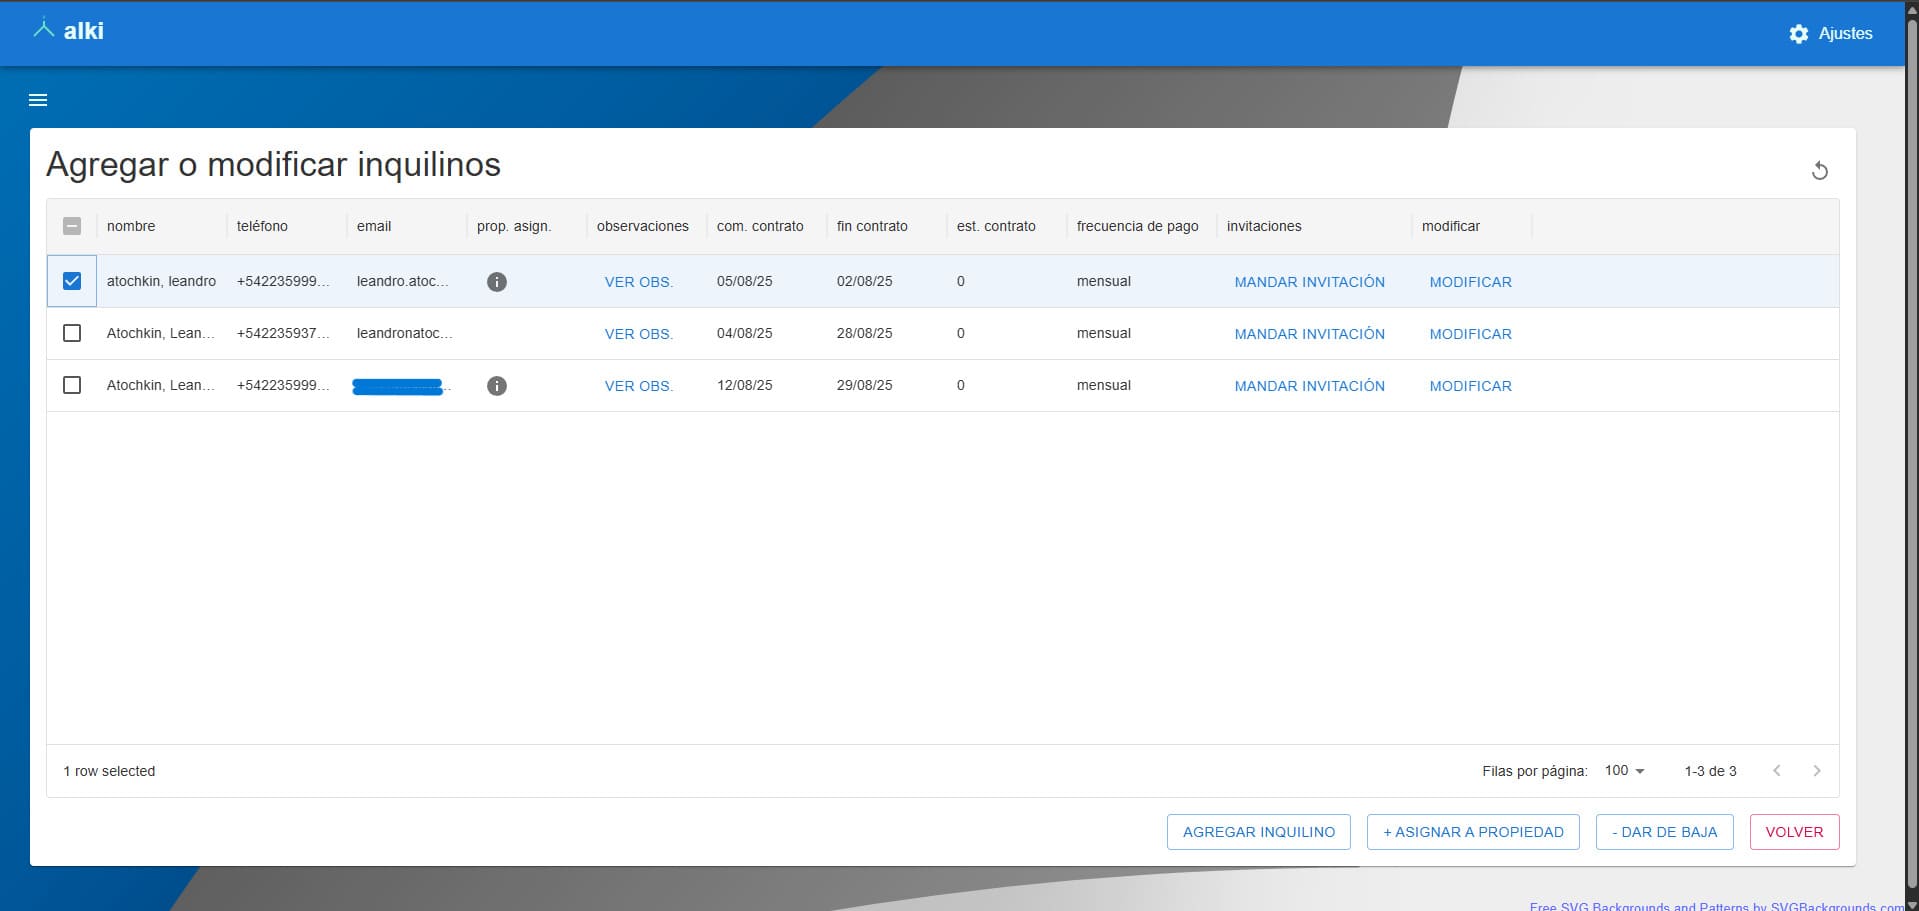 alki
Ajustes
Agregar o modificar inquilinos
nombre teléfono email prop. asign. observaciones com. contrato fin contrato est. contrato frecuencia de pago invitaciones modificar
atochkin, leandro +542235999... leandro.atoc... VER OBS. 05/08/25 02/08/25 0 mensual MANDAR INVITACIÓN MODIFICAR
Atochkin, Lean... +542235937... leandronatoc... VER OBS. 04/08/25 28/08/25 0 mensual MANDAR INVITACIÓN MODIFICAR
Atochkin, Lean... +542235999... VER OBS. 12/08/25 29/08/25 0 mensual MANDAR INVITACIÓN MODIFICAR
1 row selected Filas por página: 100 1-3 de 3
AGREGAR INQUILINO + ASIGNAR A PROPIEDAD - DAR DE BAJA VOLVER
Free SVG Backgrounds and Patterns by SVGBackgrounds.com